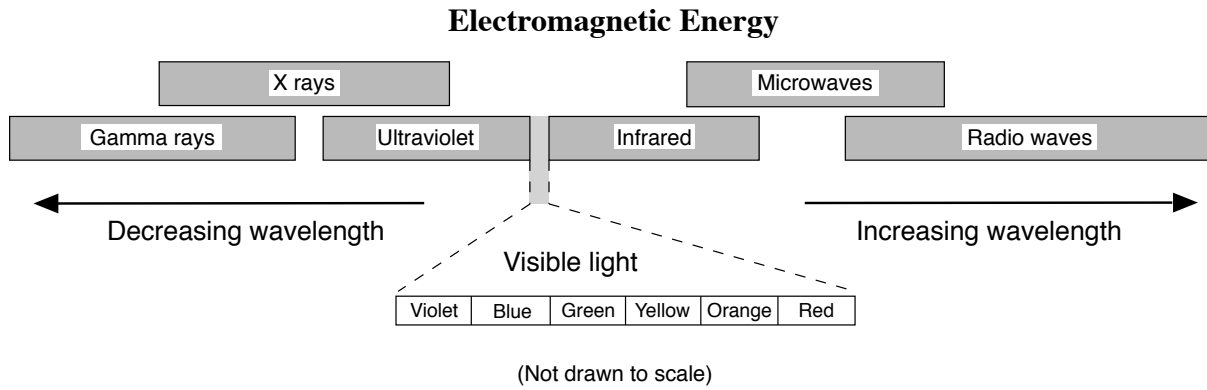 Electromagnetic Energy
X rays
Microwaves
Gamma rays
Ultraviolet
Infrared
Radio waves
Decreasing wavelength
Increasing wavelength
Visible light
Violet
Blue
Green
Yellow
Orange
Red
(Not drawn to scale)